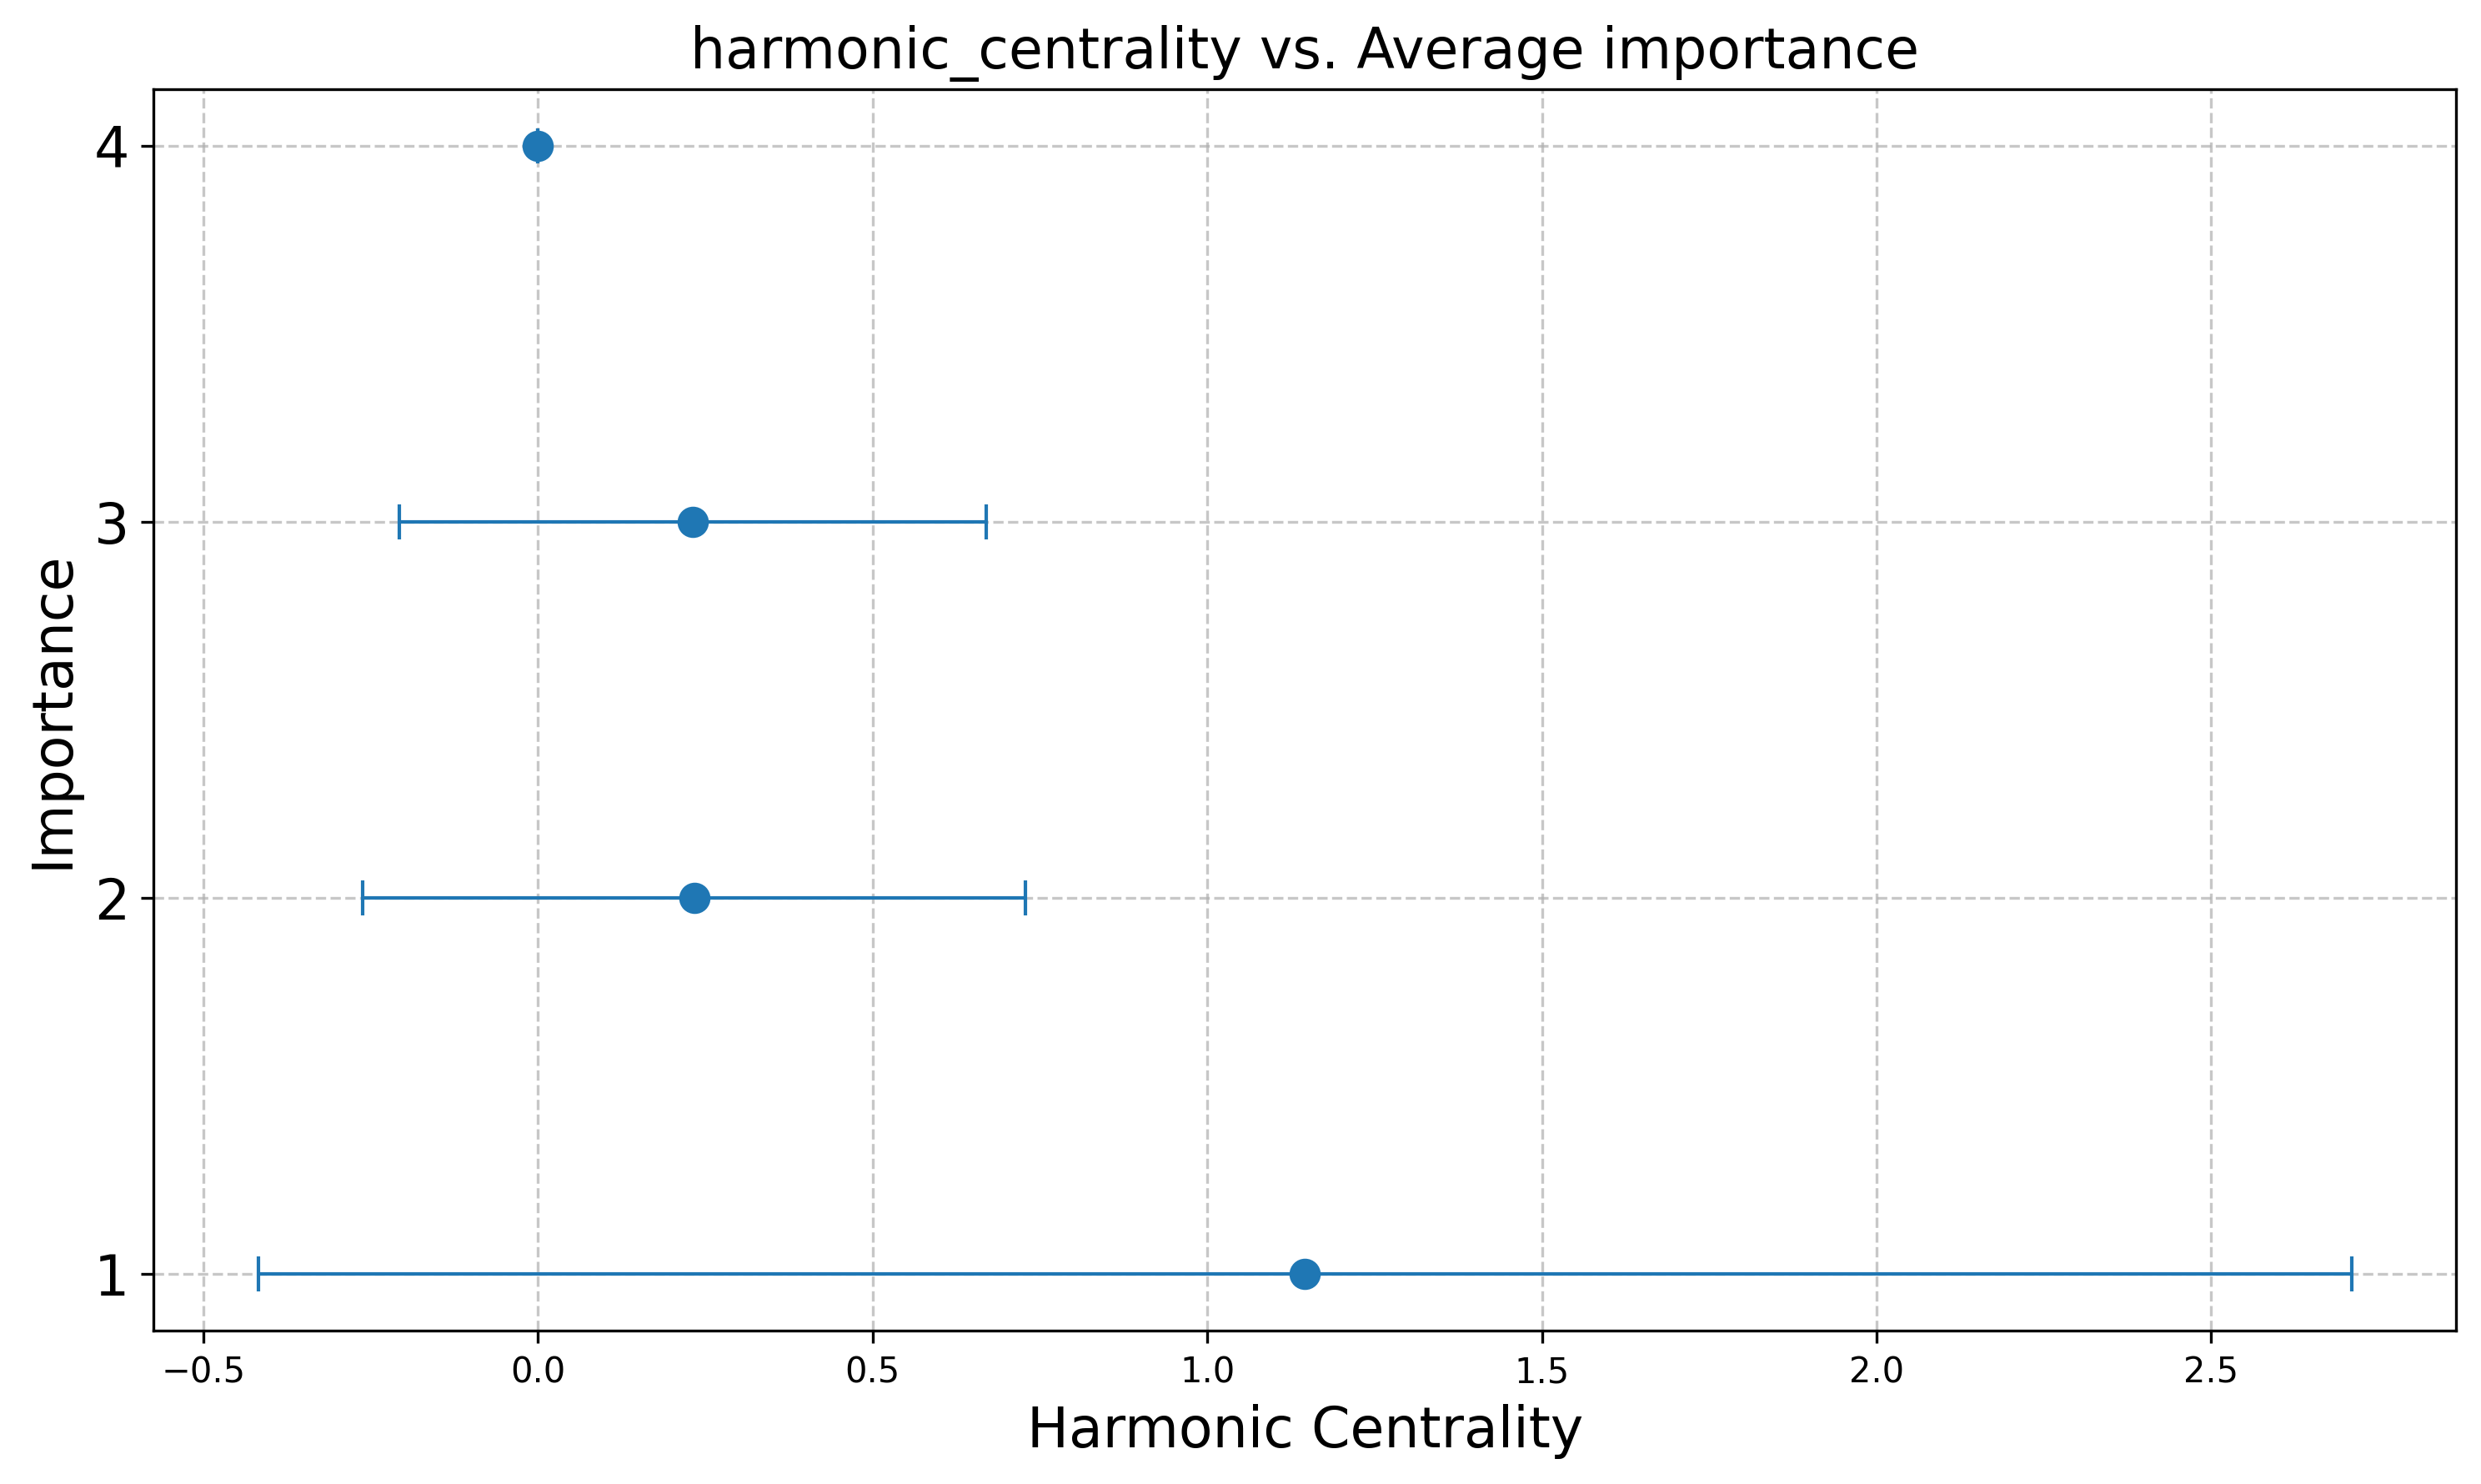 harmonic_centrality vs. Average importance
4
3
2
1
Importance
−0.5 0.0 0.5 1.0 1.5 2.0 2.5
Harmonic Centrality